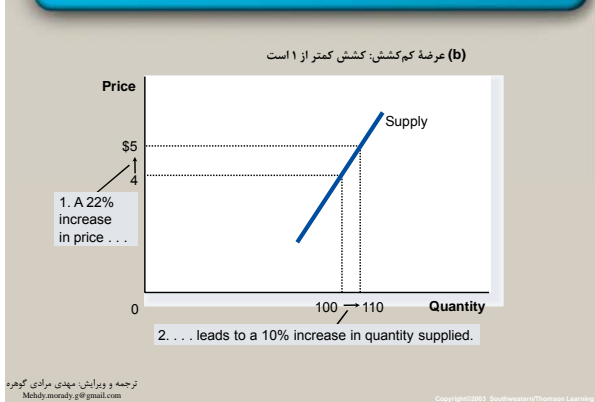 (b) عرضهٔ کم‌کشش: کشش کمتر از ۱ است
Price
Supply
$5
4
1. A 22%
increase
in price . . .
0
100
110
Quantity
2. . . . leads to a 10% increase in quantity supplied.
ترجمه و ویرایش: مهدی مرادی گوهره
Mehdy.morady.g@gmail.com
Copyright©2003 Southwestern/Thomson Learning